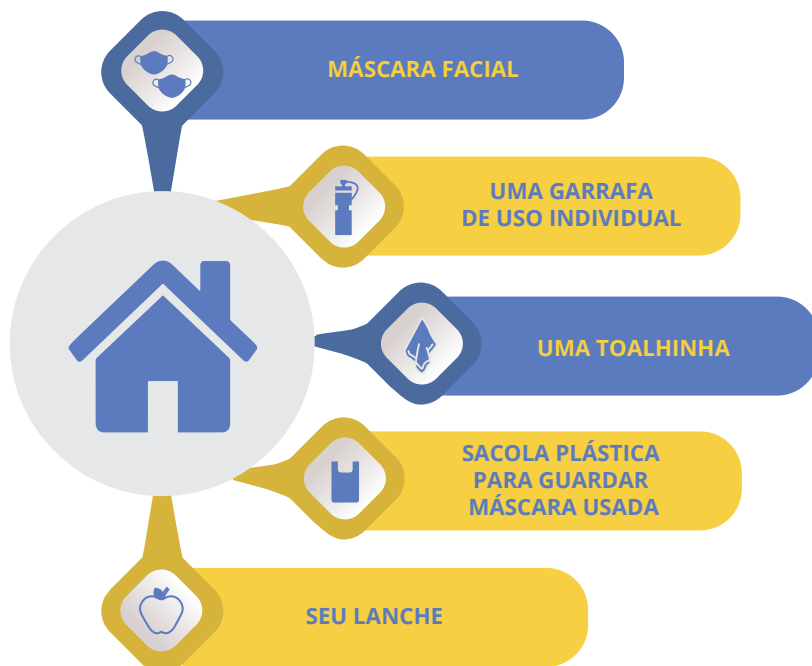 MÁSCARA FACIAL
UMA GARRAFA
DE USO INDIVIDUAL
UMA TOALHINHA
SACOLA PLÁSTICA
PARA GUARDAR
MÁSCARA USADA
SEU LANCHE